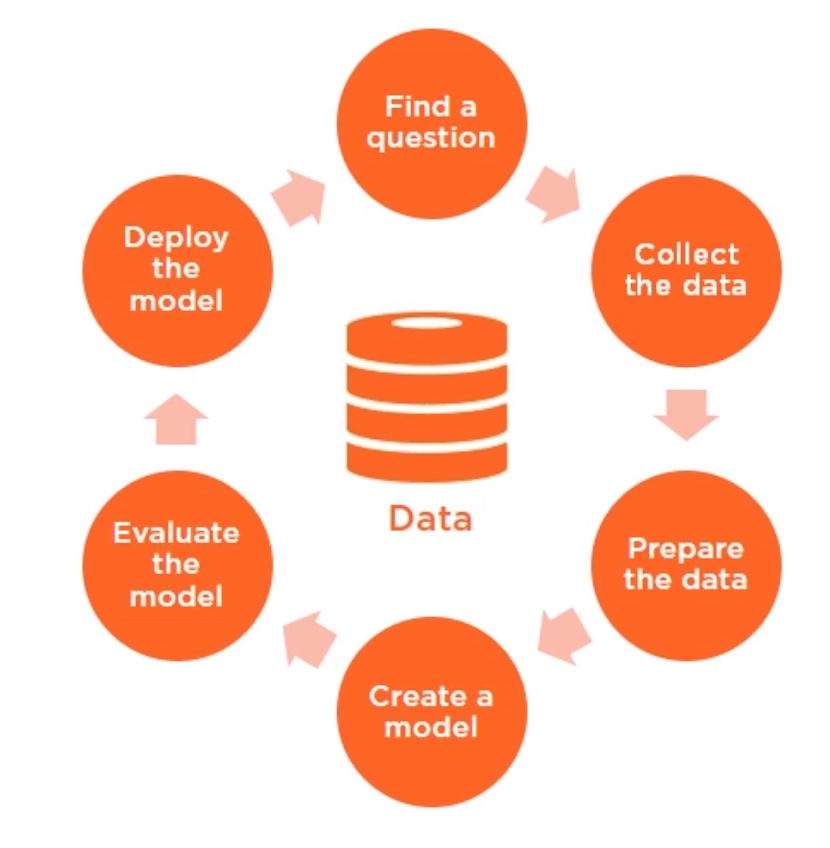 Find a
question
Collect
the data
Prepare
the data
Create a
model
Evaluate
the
model
Deploy
the
model
Data